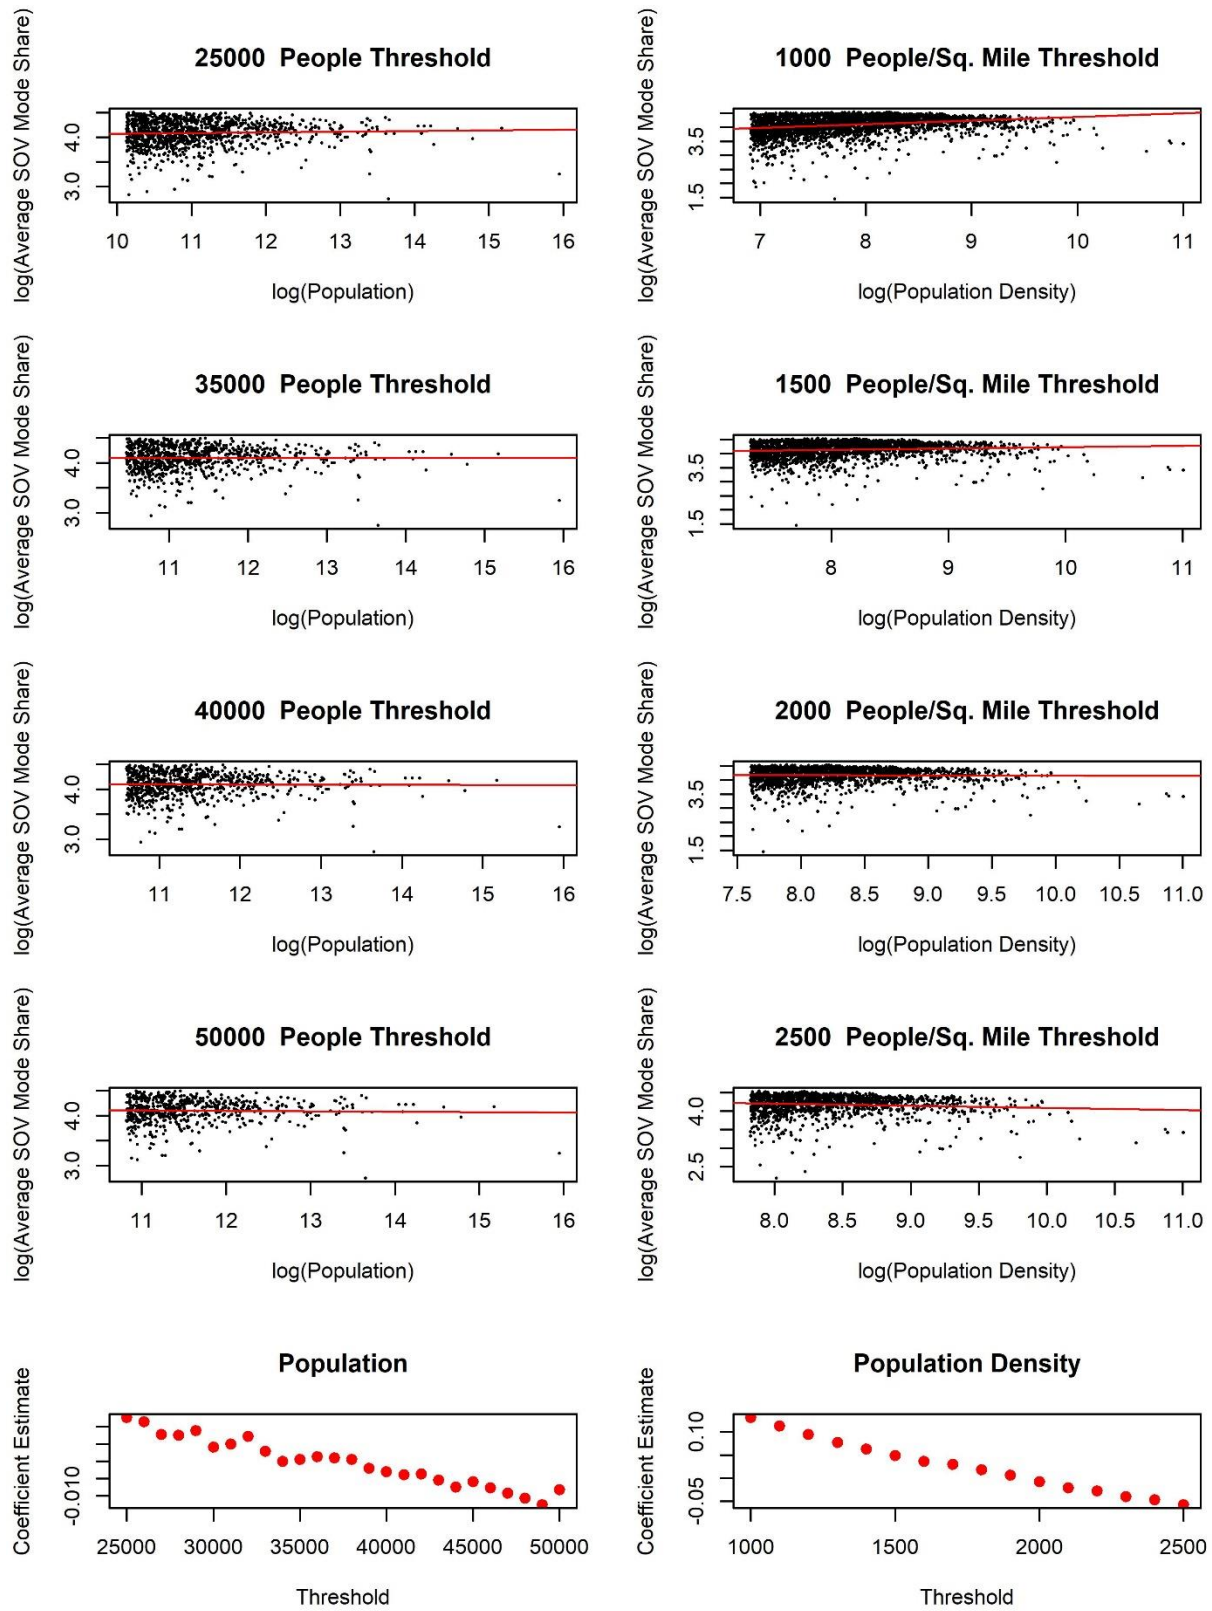 25000 People Threshold
log(Average SOV Mode Share)
4.0
3.0
10 11 12 13 14 15 16
log(Population)
1000 People/Sq. Mile Threshold
log(Average SOV Mode Share)
3.5
1.5
7 8 9 10 11
log(Population Density)
35000 People Threshold
log(Average SOV Mode Share)
4.0
3.0
11 12 13 14 15 16
log(Population)
1500 People/Sq. Mile Threshold
log(Average SOV Mode Share)
3.5
1.5
8 9 10 11
log(Population Density)
40000 People Threshold
log(Average SOV Mode Share)
4.0
3.0
11 12 13 14 15 16
log(Population)
2000 People/Sq. Mile Threshold
log(Average SOV Mode Share)
3.5
1.5
7.5 8.0 8.5 9.0 9.5 10.0 10.5 11.0
log(Population Density)
50000 People Threshold
log(Average SOV Mode Share)
4.0
3.0
11 12 13 14 15 16
log(Population)
2500 People/Sq. Mile Threshold
log(Average SOV Mode Share)
4.0
2.5
8.0 8.5 9.0 9.5 10.0 10.5 11.0
log(Population Density)
Population
Coefficient Estimate
-0.010
25000 30000 35000 40000 45000 50000
Threshold
Population Density
Coefficient Estimate
0.10
-0.05
1000 1500 2000 2500
Threshold